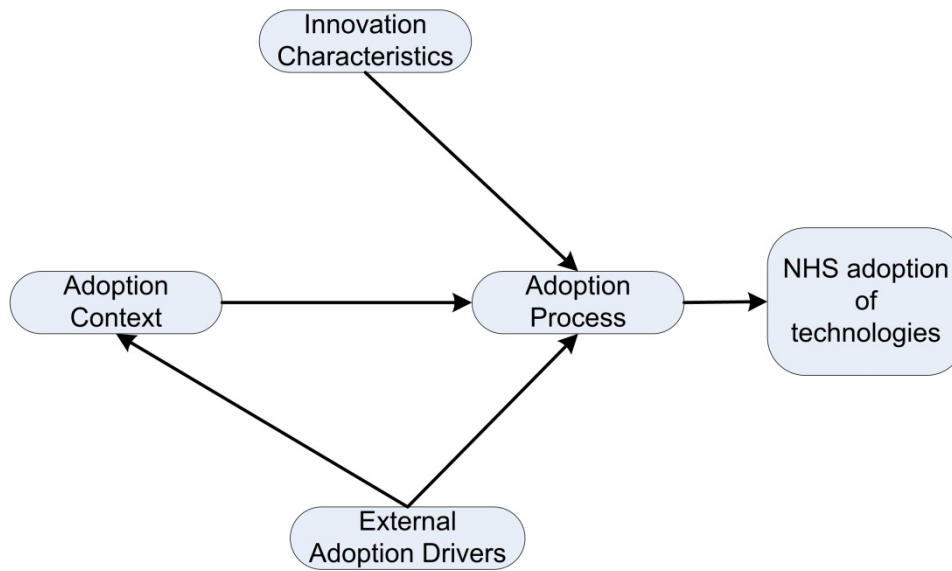 Innovation
Characteristics
Adoption
Context
Adoption
Process
NHS adoption
of
technologies
External
Adoption Drivers